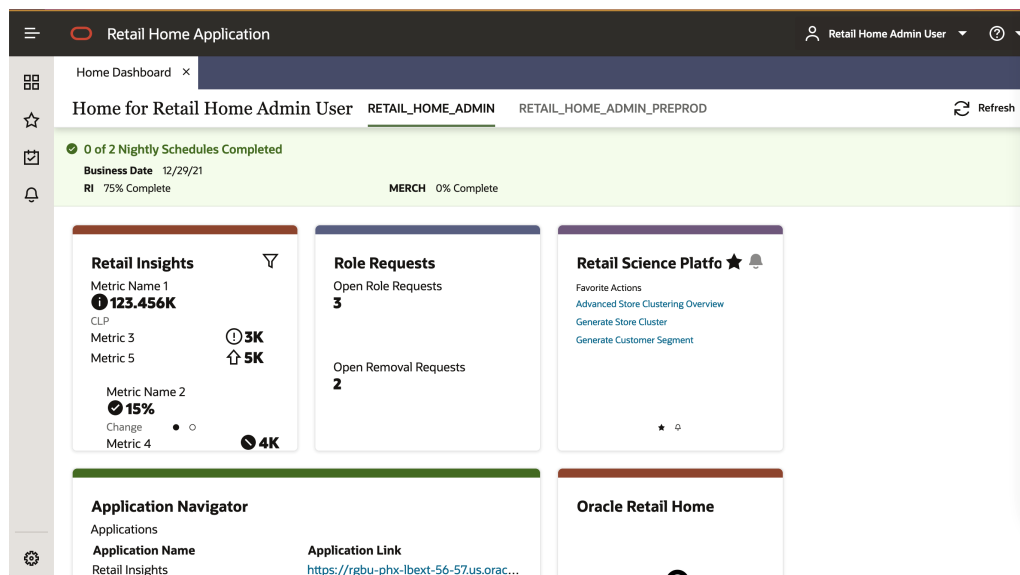 Retail Home Application
Retail Home Admin User
Home Dashboard
Home for Retail Home Admin User RETAIL_HOME_ADMIN RETAIL_HOME_ADMIN_PREPROD Refresh
0 of 2 Nightly Schedules Completed
Business Date 12/29/21
RI 75% Complete MERCH 0% Complete
Retail Insights
Metric Name 1
123.456K
CLP
Metric 3 3K
Metric 5 5K
Metric Name 2
15%
Change
Metric 4 4K
Role Requests
Open Role Requests
3
Open Removal Requests
2
Retail Science Platfo
Favorite Actions
Advanced Store Clustering Overview
Generate Store Cluster
Generate Customer Segment
Application Navigator
Applications
Application Name Application Link
Retail Insights https://rgbu-phx-lbext-56-57.us.orac...
Oracle Retail Home